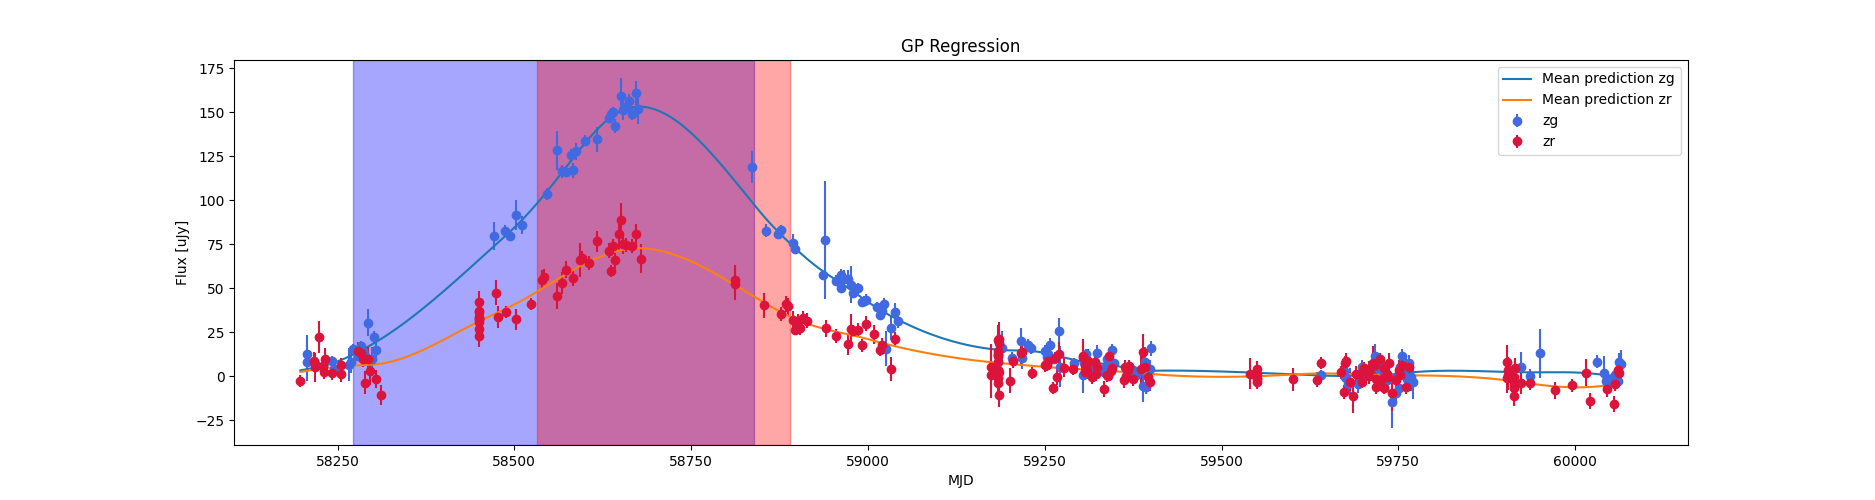 GP Regression
Flux [uJy]
175
150
125
100
75
50
25
0
−25
Mean prediction zg
Mean prediction zr
zg
zr
58250
58500
58750
59000
59250
59500
59750
60000
MJD